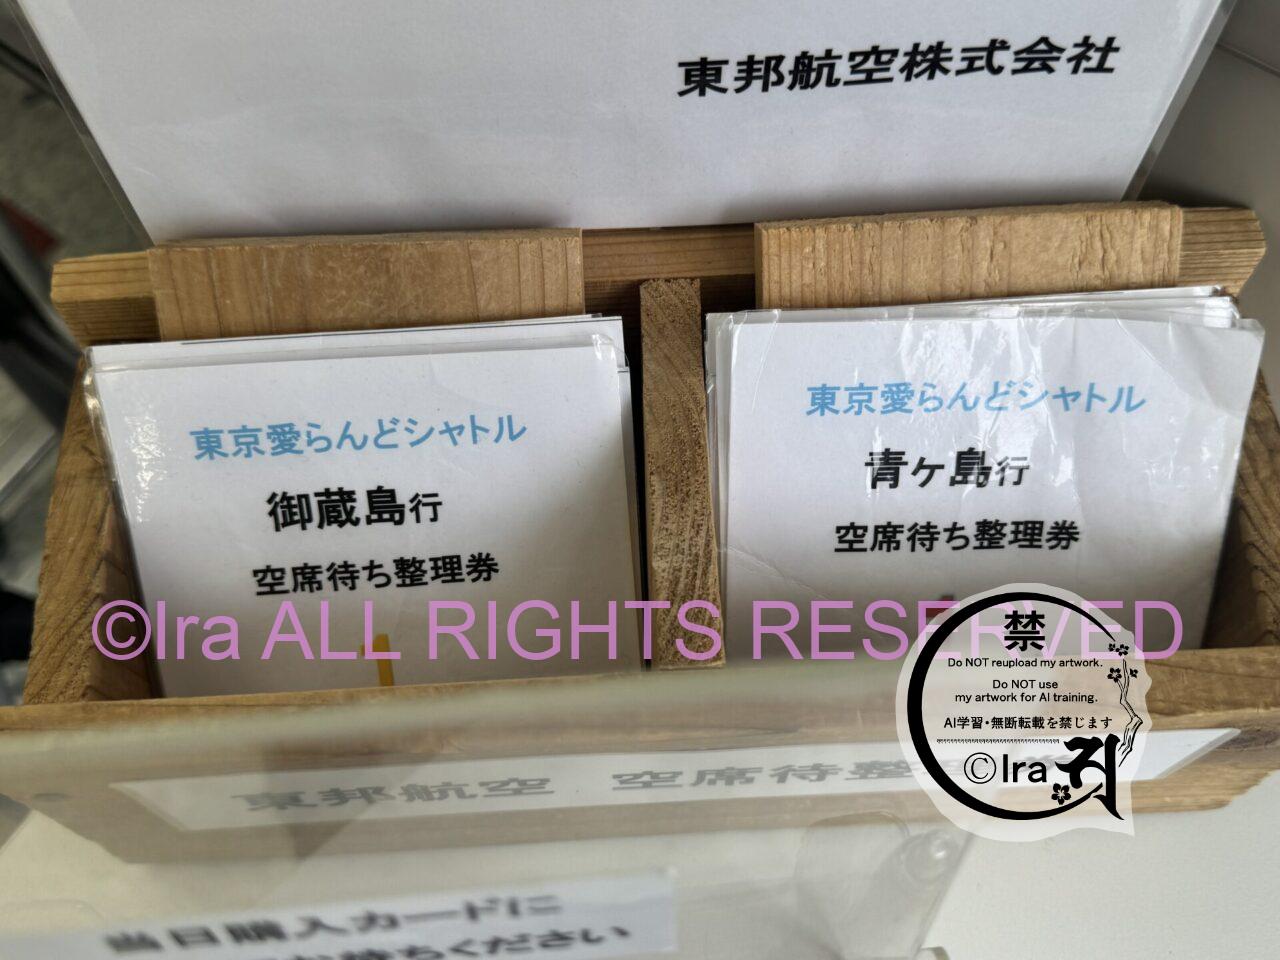 東邦航空株式会社
東京愛らんどシャトル
御蔵島行
空席待ち整理券
1
東京愛らんどシャトル
青ヶ島行
空席待ち整理券
©Ira ALL RIGHTS RESERVED
禁
Do NOT reupload my artwork.
Do NOT use
my artwork for AI training.
AI学習・無断転載を禁じます
©Ira
東邦航空 空席待整
当日購入カードに
お待ちください